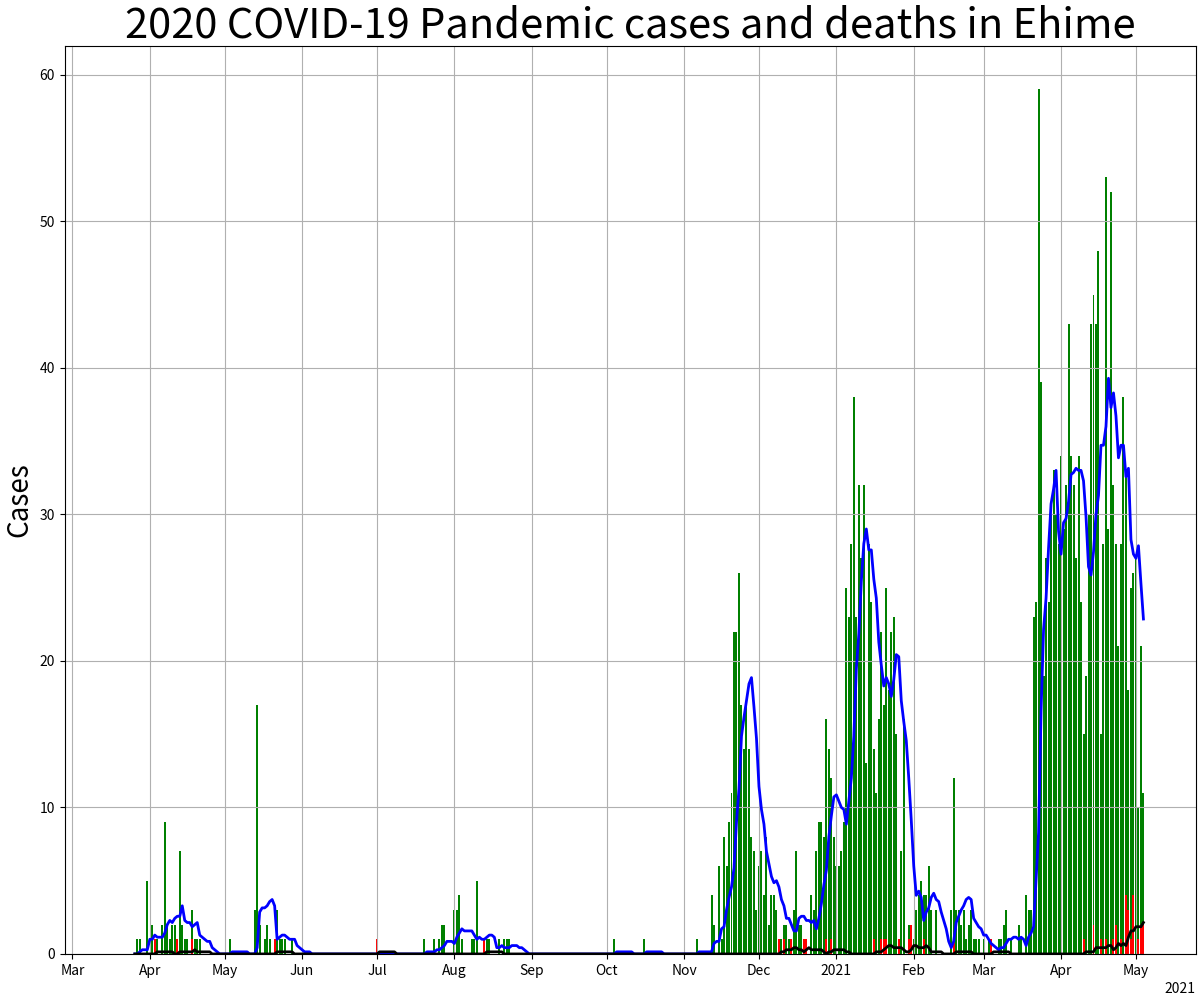 2020 COVID-19 Pandemic cases and deaths in Ehime
60
50
40
30
20
10
0
Cases
Mar Apr May Jun Jul Aug Sep Oct Nov Dec 2021 Feb Mar Apr May
2021